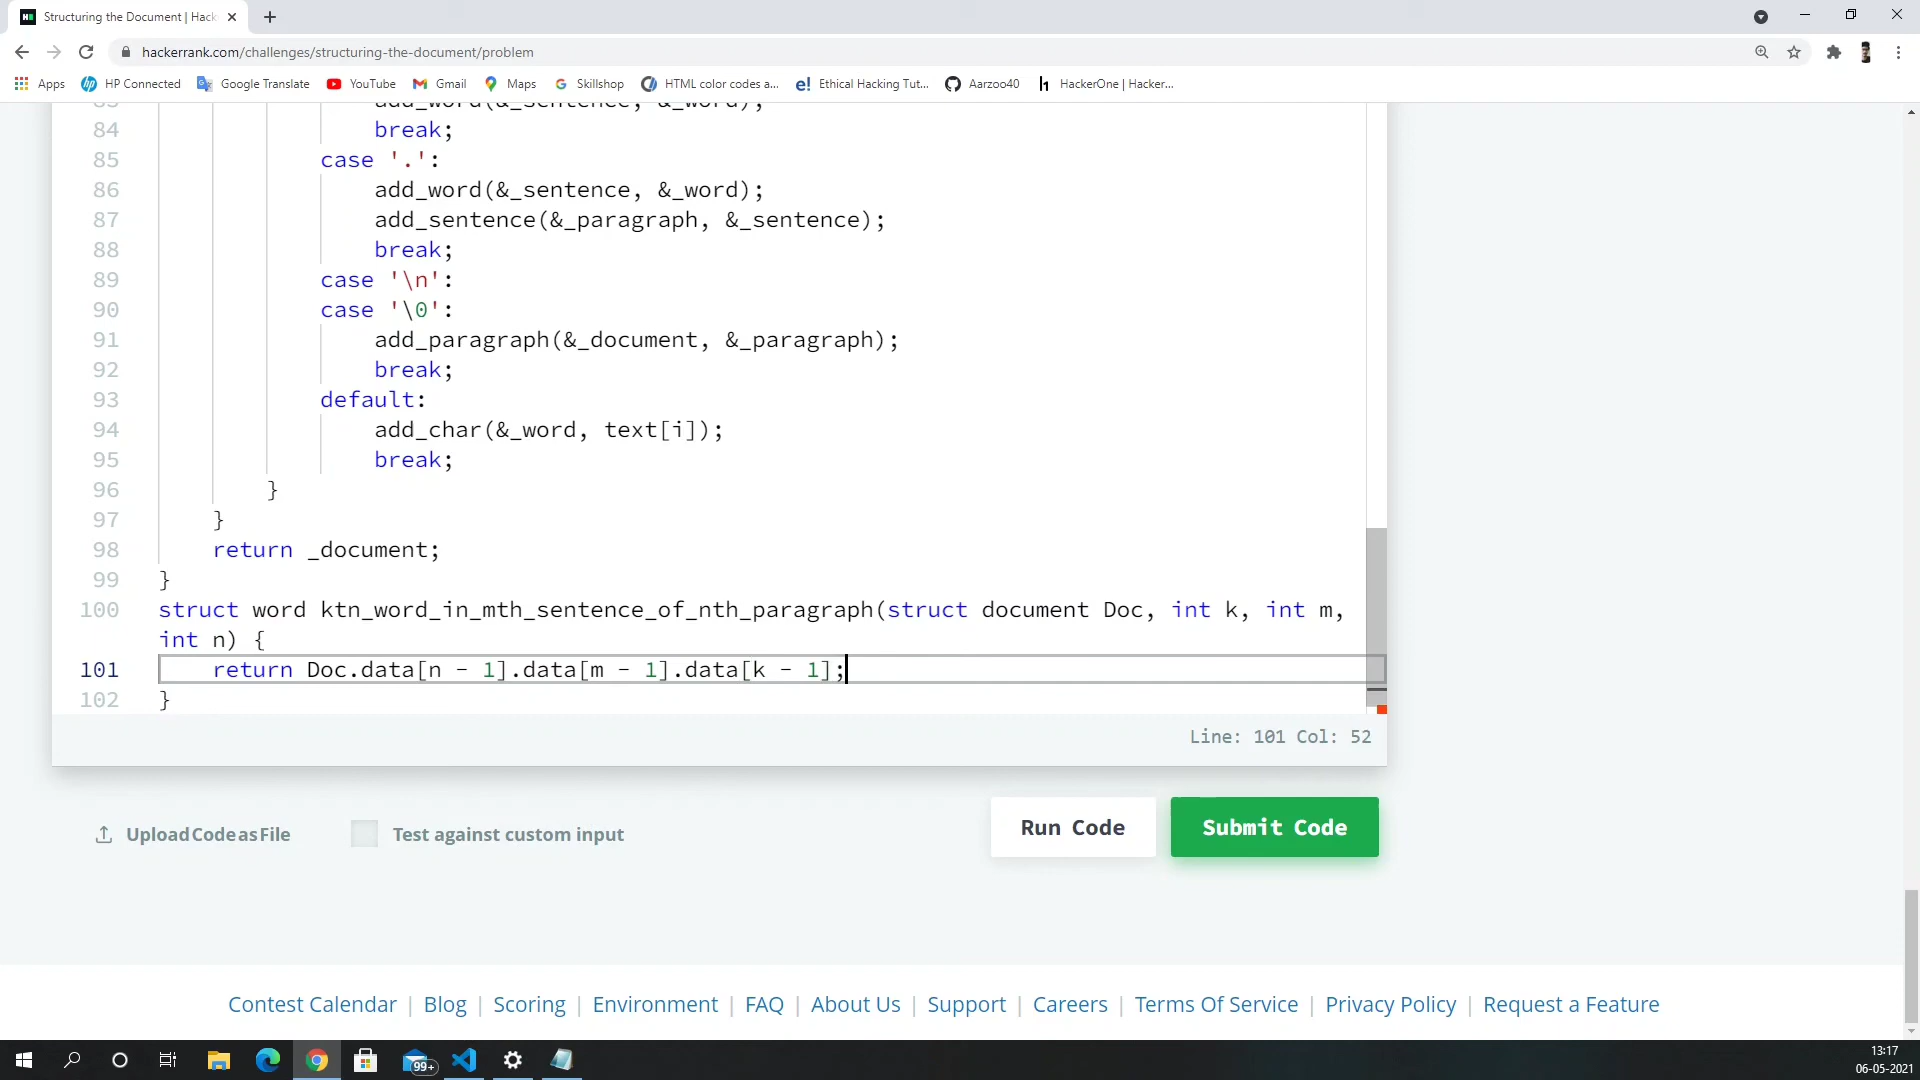 Structuring the Document | Hack
hackerrank.com/challenges/structuring-the-document/problem
Apps HP Connected Google Translate YouTube Gmail Maps Skillshop HTML color codes a... Ethical Hacking Tut... Aarzoo40 HackerOne | Hacker...
83 add_word(&_sentence, &_word);
84 break;
85 case '.':
86 add_word(&_sentence, &_word);
87 add_sentence(&_paragraph, &_sentence);
88 break;
89 case '\n':
90 case '\0':
91 add_paragraph(&_document, &_paragraph);
92 break;
93 default:
94 add_char(&_word, text[i]);
95 break;
96 }
97 }
98 return _document;
99 }
100 struct word ktn_word_in_mth_sentence_of_nth_paragraph(struct document Doc, int k, int m,
int n) {
101 return Doc.data[n - 1].data[m - 1].data[k - 1];
102 }
Line: 101 Col: 52
Upload Code as File Test against custom input Run Code Submit Code
Contest Calendar | Blog | Scoring | Environment | FAQ | About Us | Support | Careers | Terms Of Service | Privacy Policy | Request a Feature
99+
13:17
06-05-2021